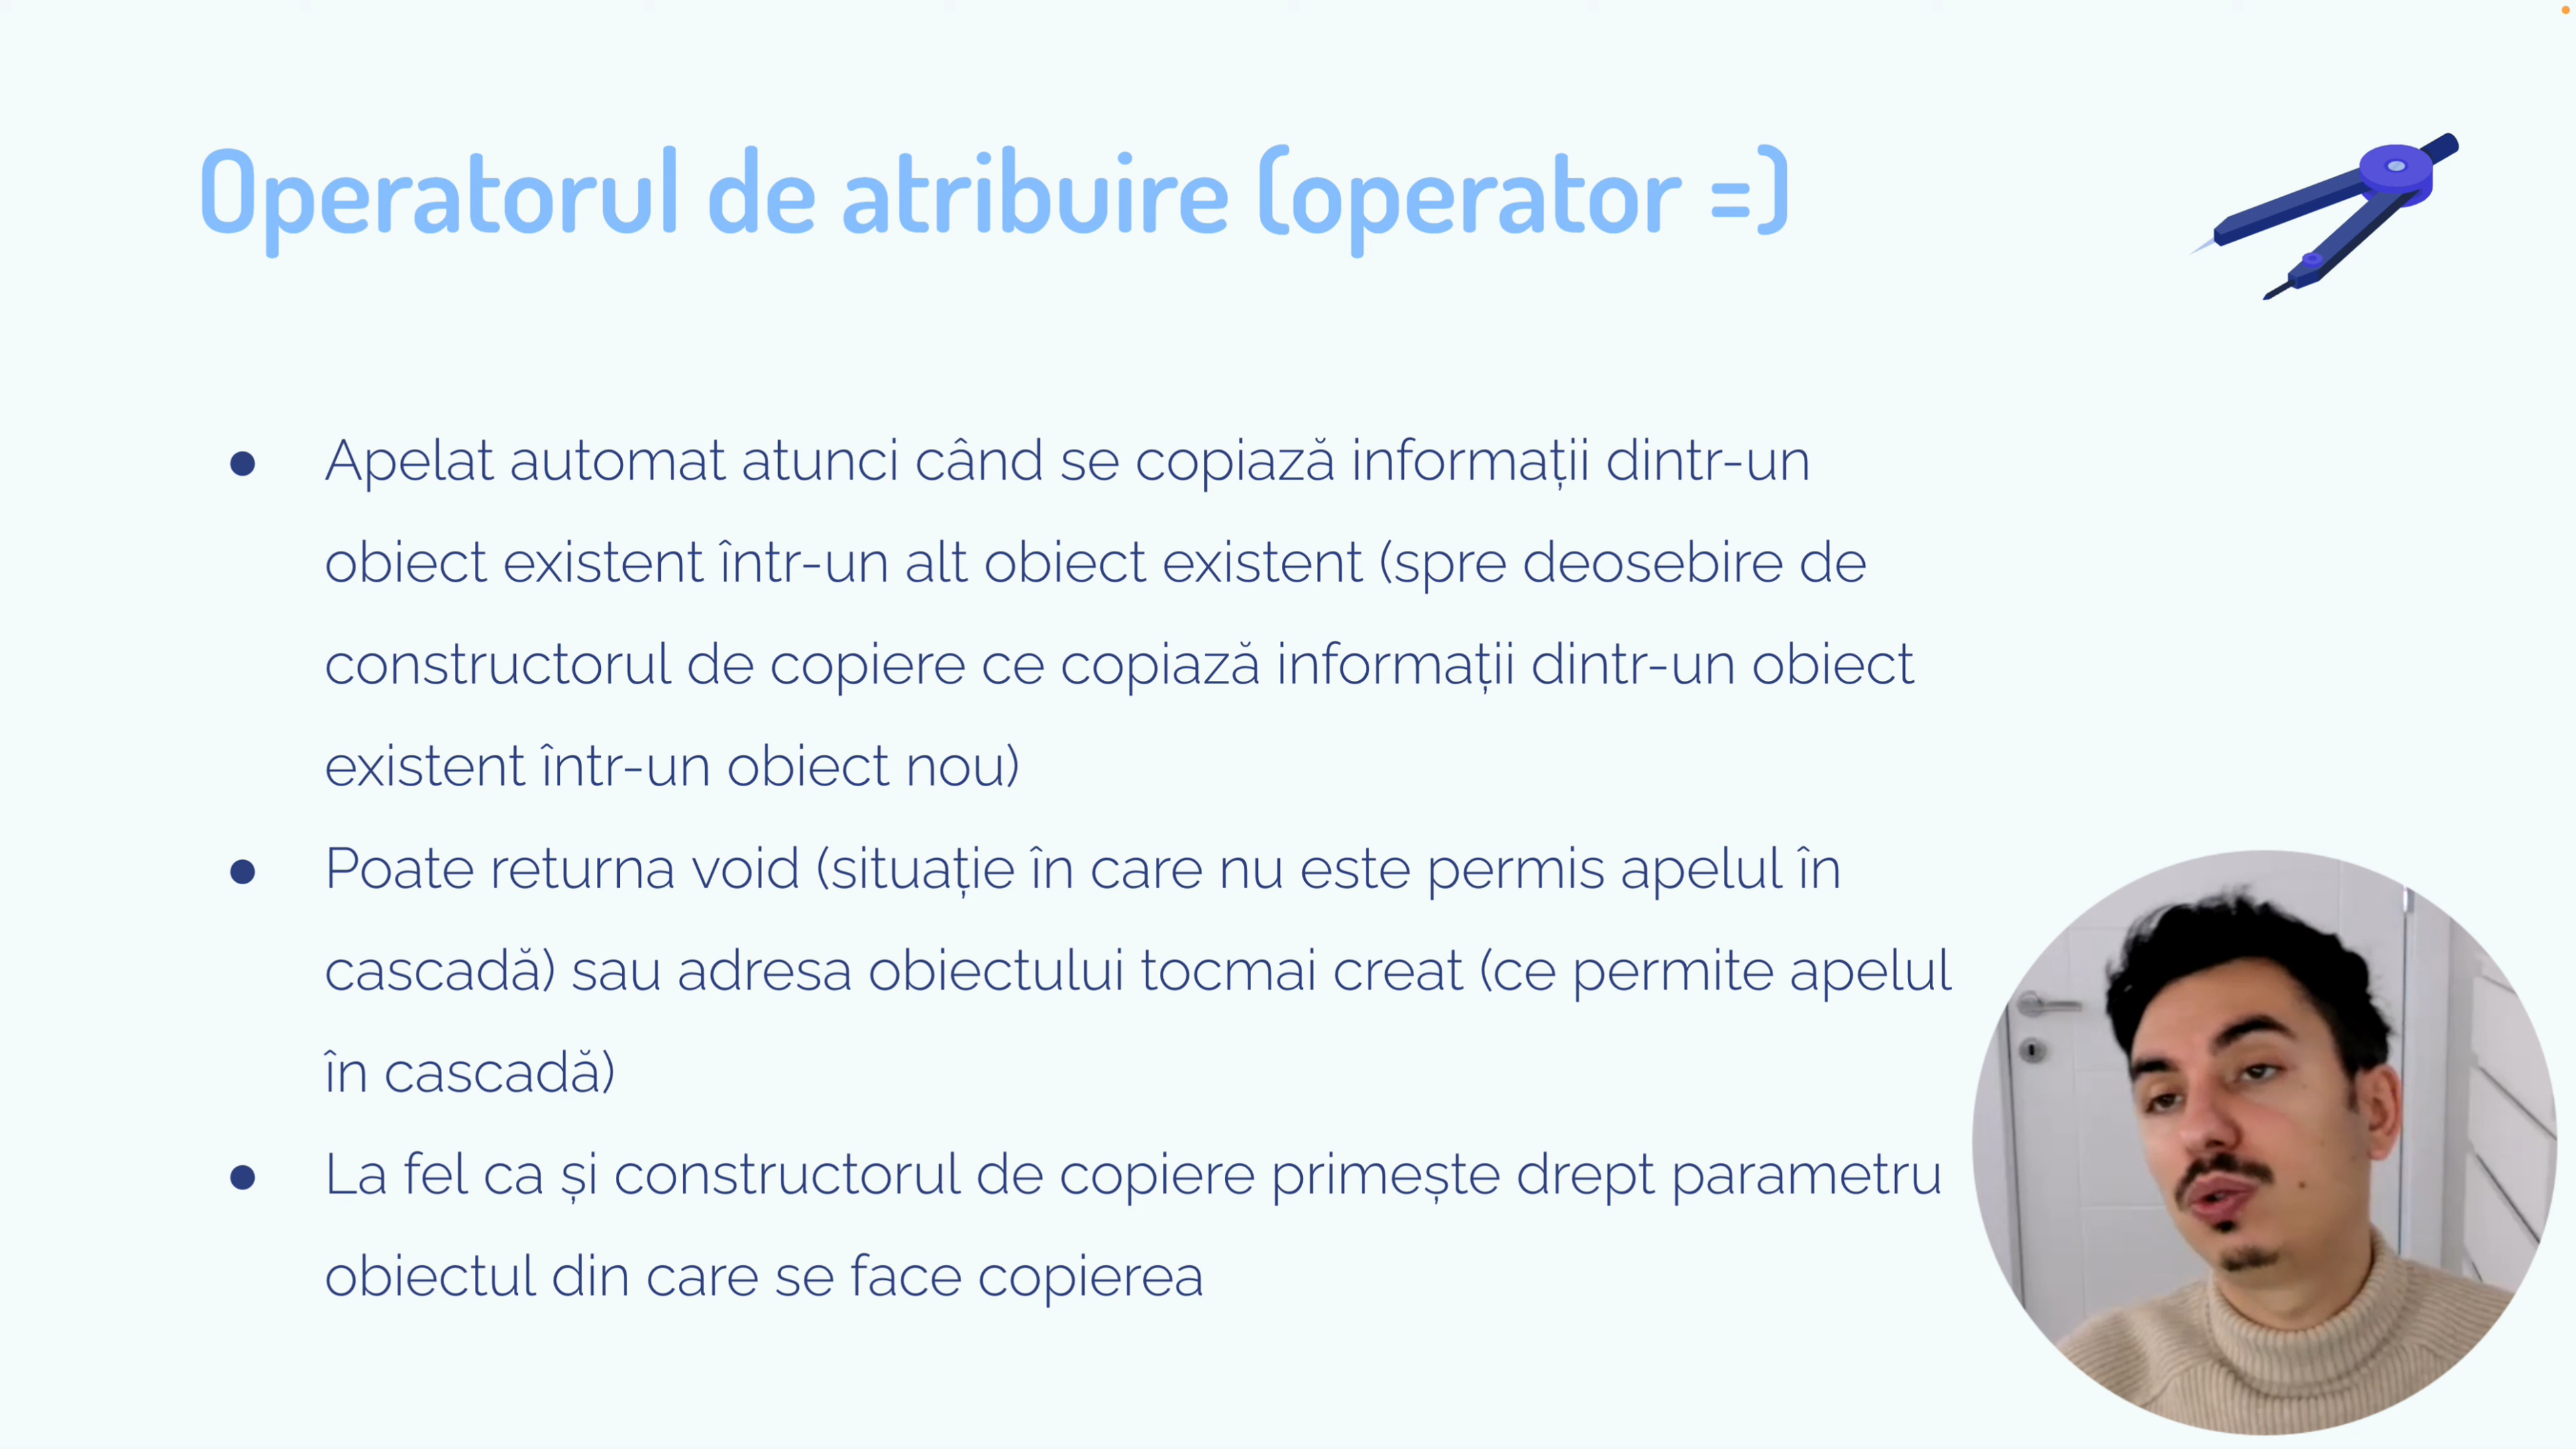 Operatorul de atribuire (operator =)
Apelat automat atunci când se copiază informații dintr-un
obiect existent într-un alt obiect existent (spre deosebire de
constructorul de copiere ce copiază informații dintr-un obiect
existent într-un obiect nou)
Poate returna void (situație în care nu este permis apelul în
cascadă) sau adresa obiectului tocmai creat (ce permite apelul
în cascadă)
La fel ca și constructorul de copiere primește drept parametru
obiectul din care se face copierea